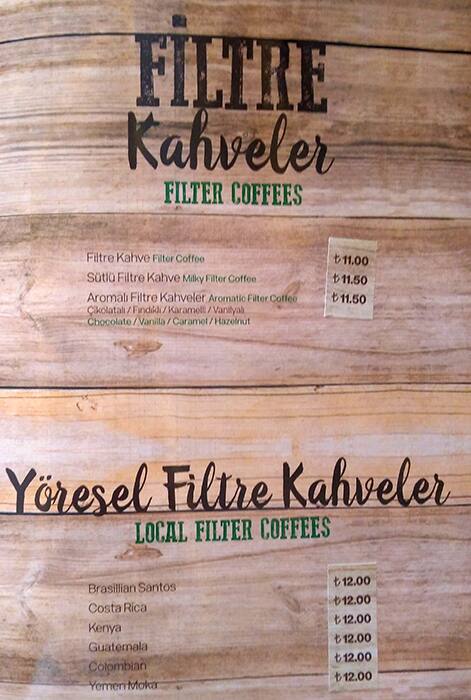 FİLTRE
Kahveler
FILTER COFFEES
Filtre Kahve Filter Coffee ₺11.00
Sütlü Filtre Kahve Milky Filter Coffee ₺11.50
Aromalı Filtre Kahveler Aromatic Filter Coffee ₺11.50
Çikolatalı / Fındıklı / Karamelli / Vanilyalı
Chocolate / Vanilla / Caramel / Hazelnut
Yöresel Filtre Kahveler
LOCAL FILTER COFFEES
Brasillian Santos ₺12.00
Costa Rica ₺12.00
Kenya ₺12.00
Guatemala ₺12.00
Colombian ₺12.00
Yemen Moka ₺12.00